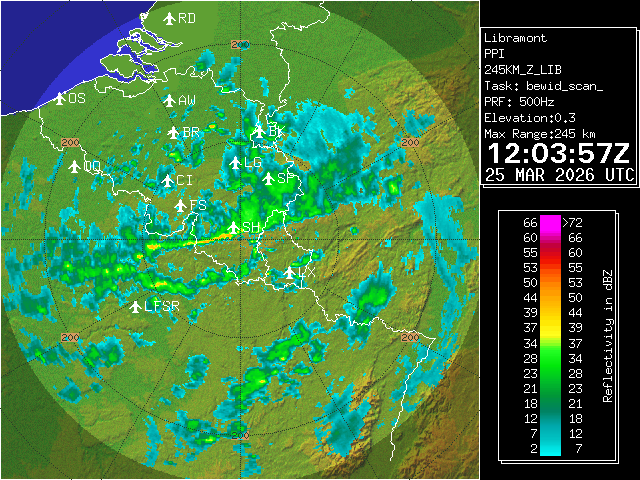 RD
200
OS
AW
BR
BK
200
200
LG
OO
CI
SP
FS
SH
LX
LFSR
200
200
200
Libramont
PPI
245KM_Z_LIB
Task: bewid_scan_
PRF: 500Hz
Elevation:0.3
Max Range:245 km
12:03:57Z
25 MAR 2026 UTC
66 >72
60 66
55 60
53 55
50 53
44 50
39 44
37 39
34 37
28 34
23 28
21 23
18 21
12 18
7 12
2 7
Reflectivity in dBZ